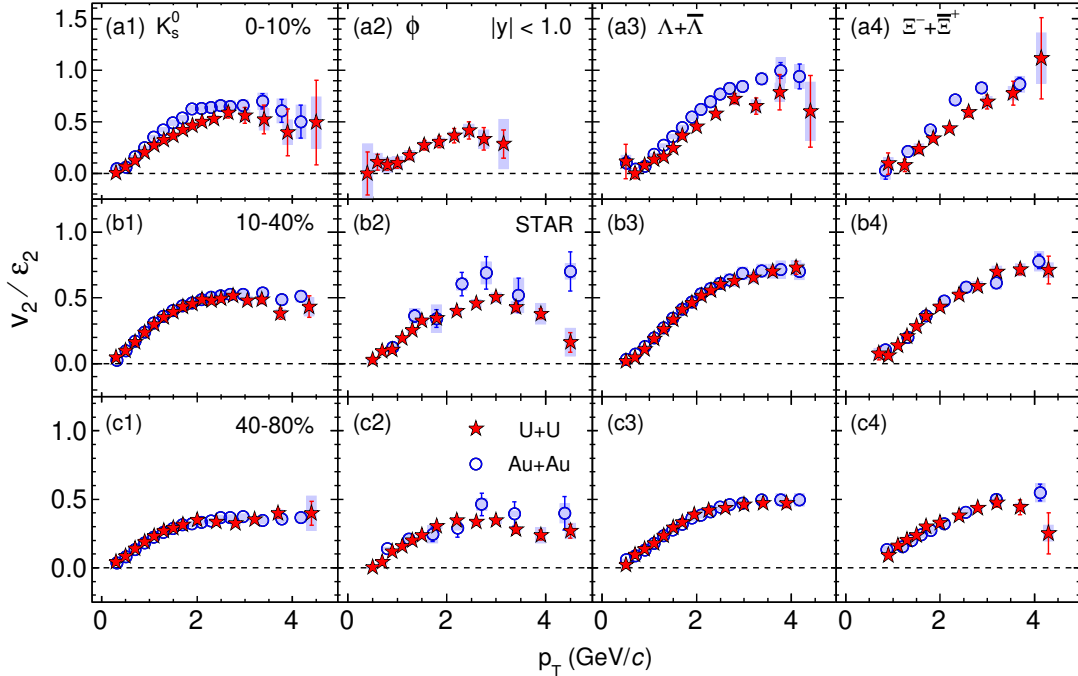 (a1) K⁰ₛ 0-10%
(a2) ϕ |y| < 1.0
(a3) Λ+Λ̅
(a4) Ξ⁻+Ξ̅⁺
1.5
1.0
0.5
0.0
(b1) 10-40%
(b2) STAR
(b3)
(b4)
1.0
0.5
0.0
v₂ / ε₂
(c1) 40-80%
(c2)
(c3)
(c4)
U+U
Au+Au
1.0
0.5
0.0
0 2 4 0 2 4 0 2 4 0 2 4
p_T (GeV/c)